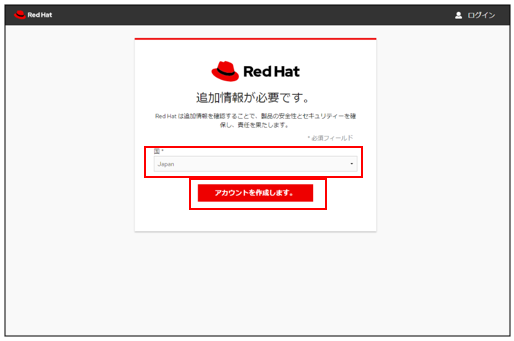 Red Hat
ログイン
Red Hat
追加情報が必要です。
Red Hat は追加情報を確認することで、製品の安全性とセキュリティーを確
保し、責任を果たします。
* 必須フィールド
国 *
Japan
アカウントを作成します。